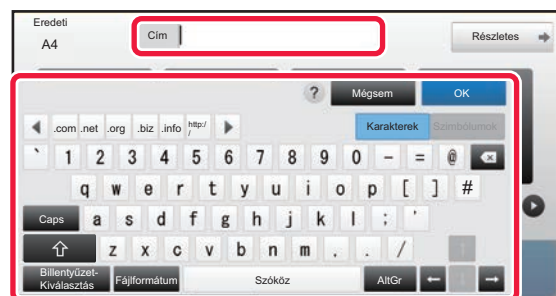 Eredeti
A4
Cím
Részletes
? Mégsem OK
.com .net .org .biz .info http:/
/
Karakterek Szimbólumok
` 1 2 3 4 5 6 7 8 9 0 - = @
q w e r t y u i o p [ ] #
Caps a s d f g h j k l ; '
z x c v b n m , . /
Billentyűzet-
Kiválasztás
Fájlformátum Szóköz AltGr